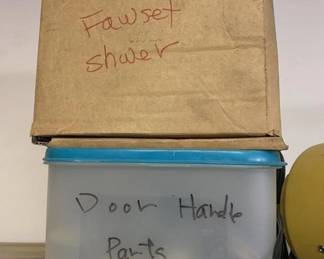 Fawset
shwer
Door Handle
Parts